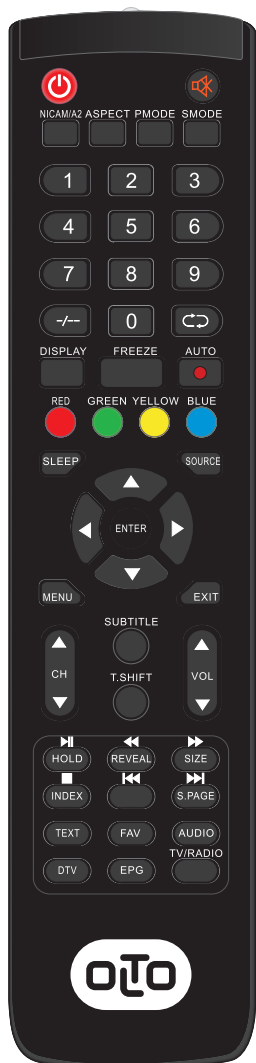 NICAM/A2 ASPECT PMODE SMODE
1 2 3
4 5 6
7 8 9
-/-- 0
DISPLAY FREEZE AUTO
RED GREEN YELLOW BLUE
SLEEP SOURCE
ENTER
MENU EXIT
SUBTITLE
CH T.SHIFT VOL
HOLD REVEAL SIZE
INDEX S.PAGE
TEXT FAV AUDIO
TV/RADIO
DTV EPG
OLTO